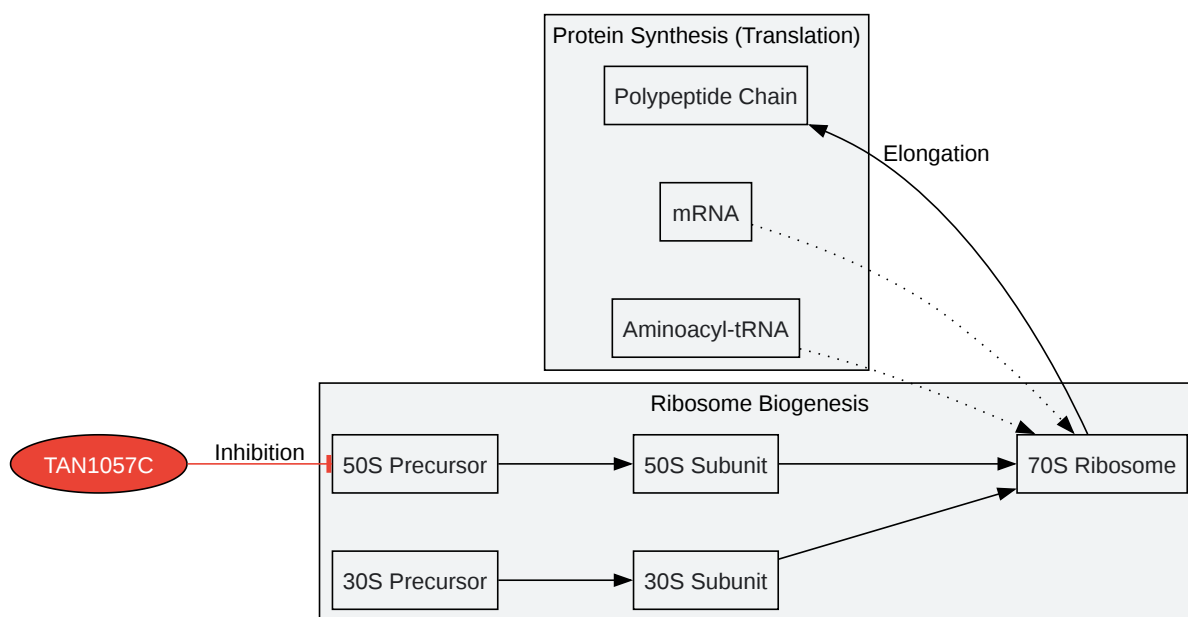 Protein Synthesis (Translation)
Polypeptide Chain
Elongation
mRNA
Aminoacyl-tRNA
Ribosome Biogenesis
TAN1057C
Inhibition
50S Precursor
50S Subunit
70S Ribosome
30S Precursor
30S Subunit